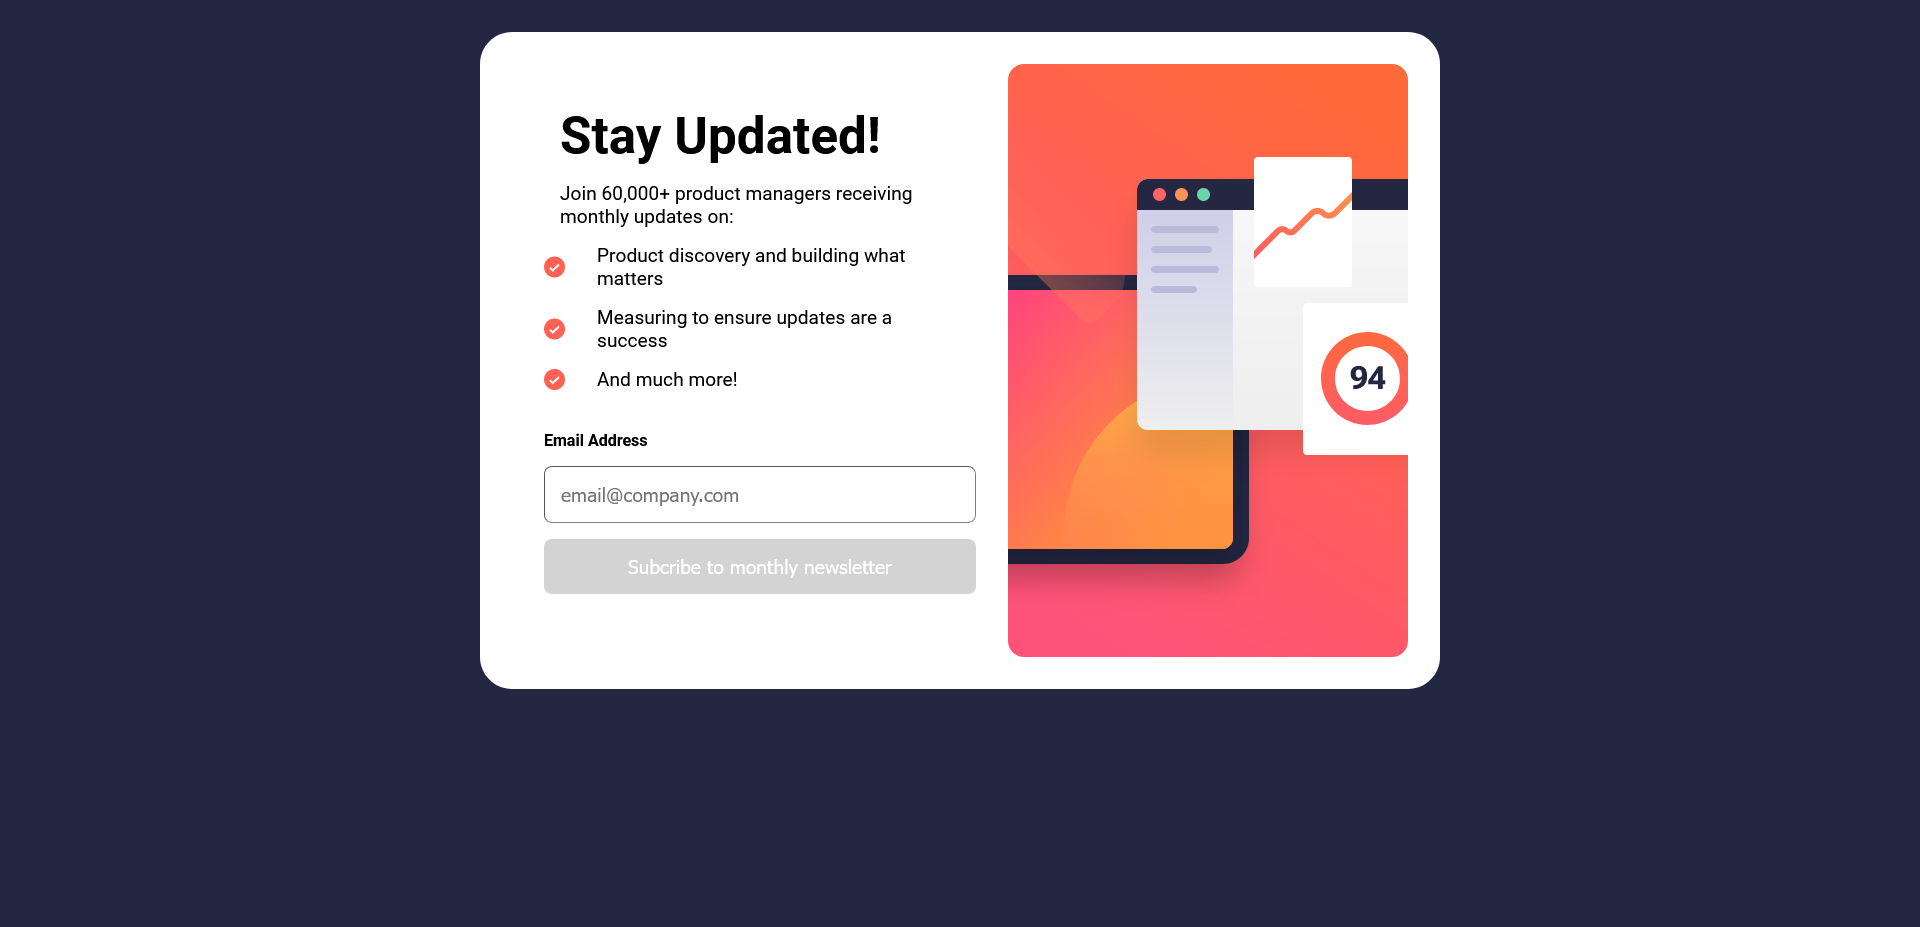 Stay Updated!
Join 60,000+ product managers receiving
monthly updates on:
Product discovery and building what
matters
Measuring to ensure updates are a
success
And much more!
Email Address
email@company.com
Subcribe to monthly newsletter
94